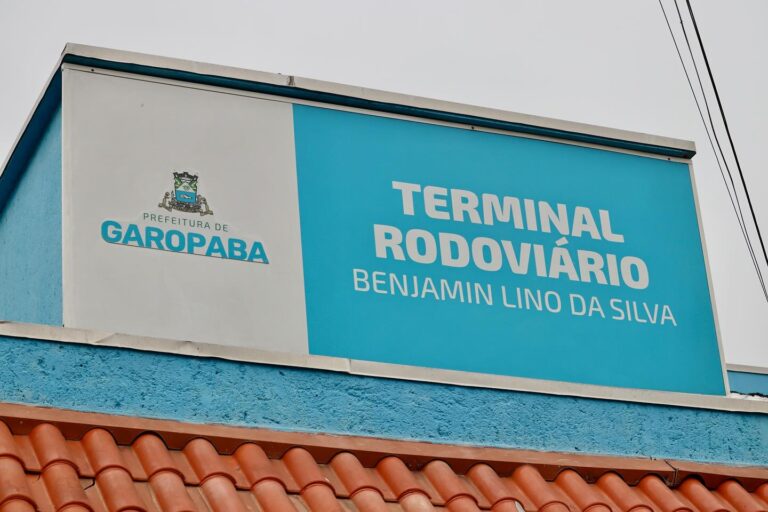 PREFEITURA DE
GAROPABA
TERMINAL
RODOVIÁRIO
BENJAMIN LINO DA SILVA